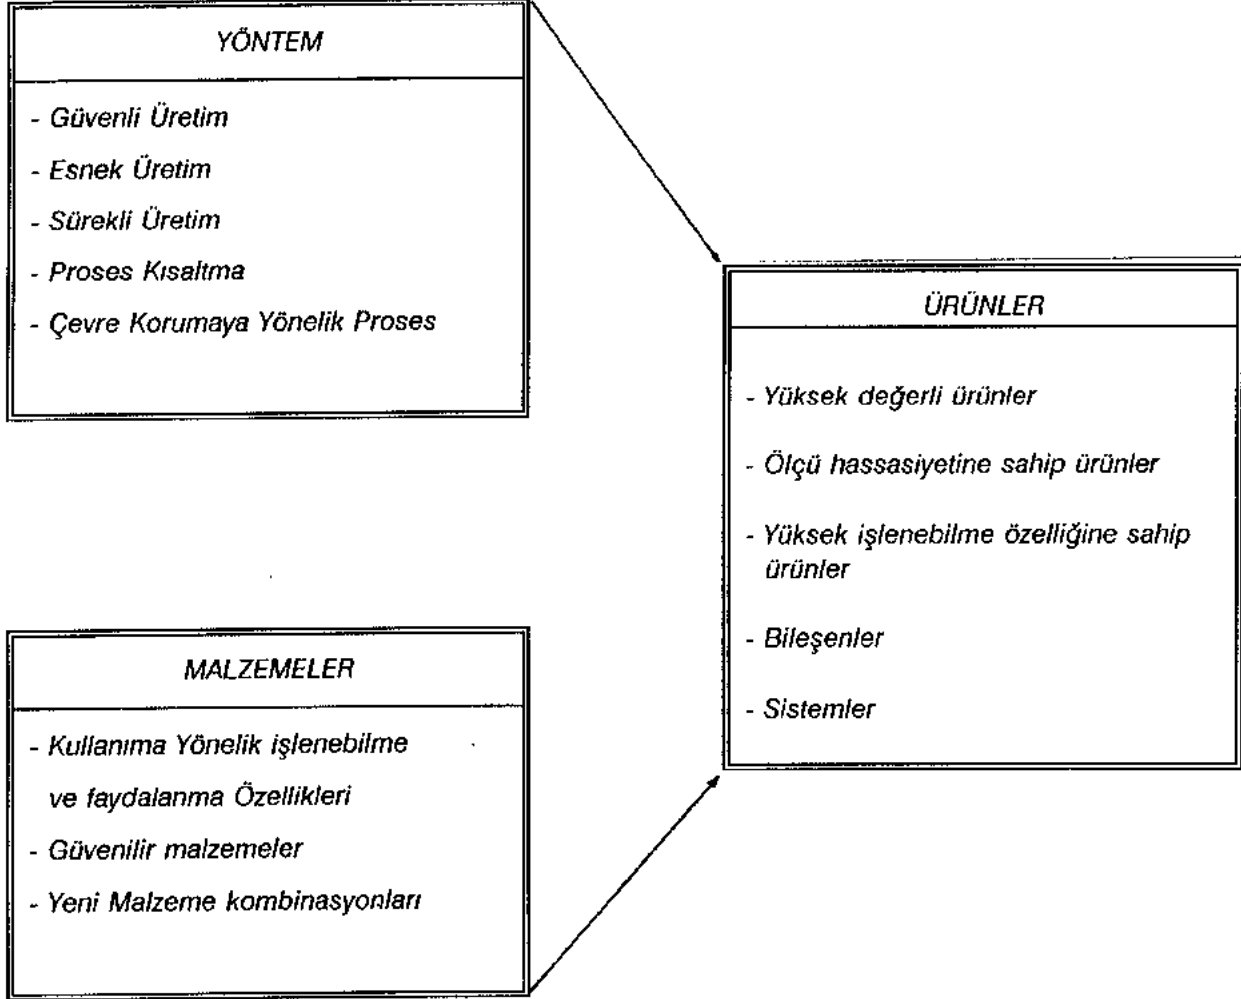 YÖNTEM
- Güvenli Üretim
- Esnek Üretim
- Sürekli Üretim
- Proses Kısaltma
- Çevre Korumaya Yönelik Proses
MALZEMELER
- Kullanıma Yönelik işlenebilme
ve faydalanma Özellikleri
- Güvenilir malzemeler
- Yeni Malzeme kombinasyonları
ÜRÜNLER
- Yüksek değerli ürünler
- Ölçü hassasiyetine sahip ürünler
- Yüksek işlenebilme özelliğine sahip
ürünler
- Bileşenler
- Sistemler